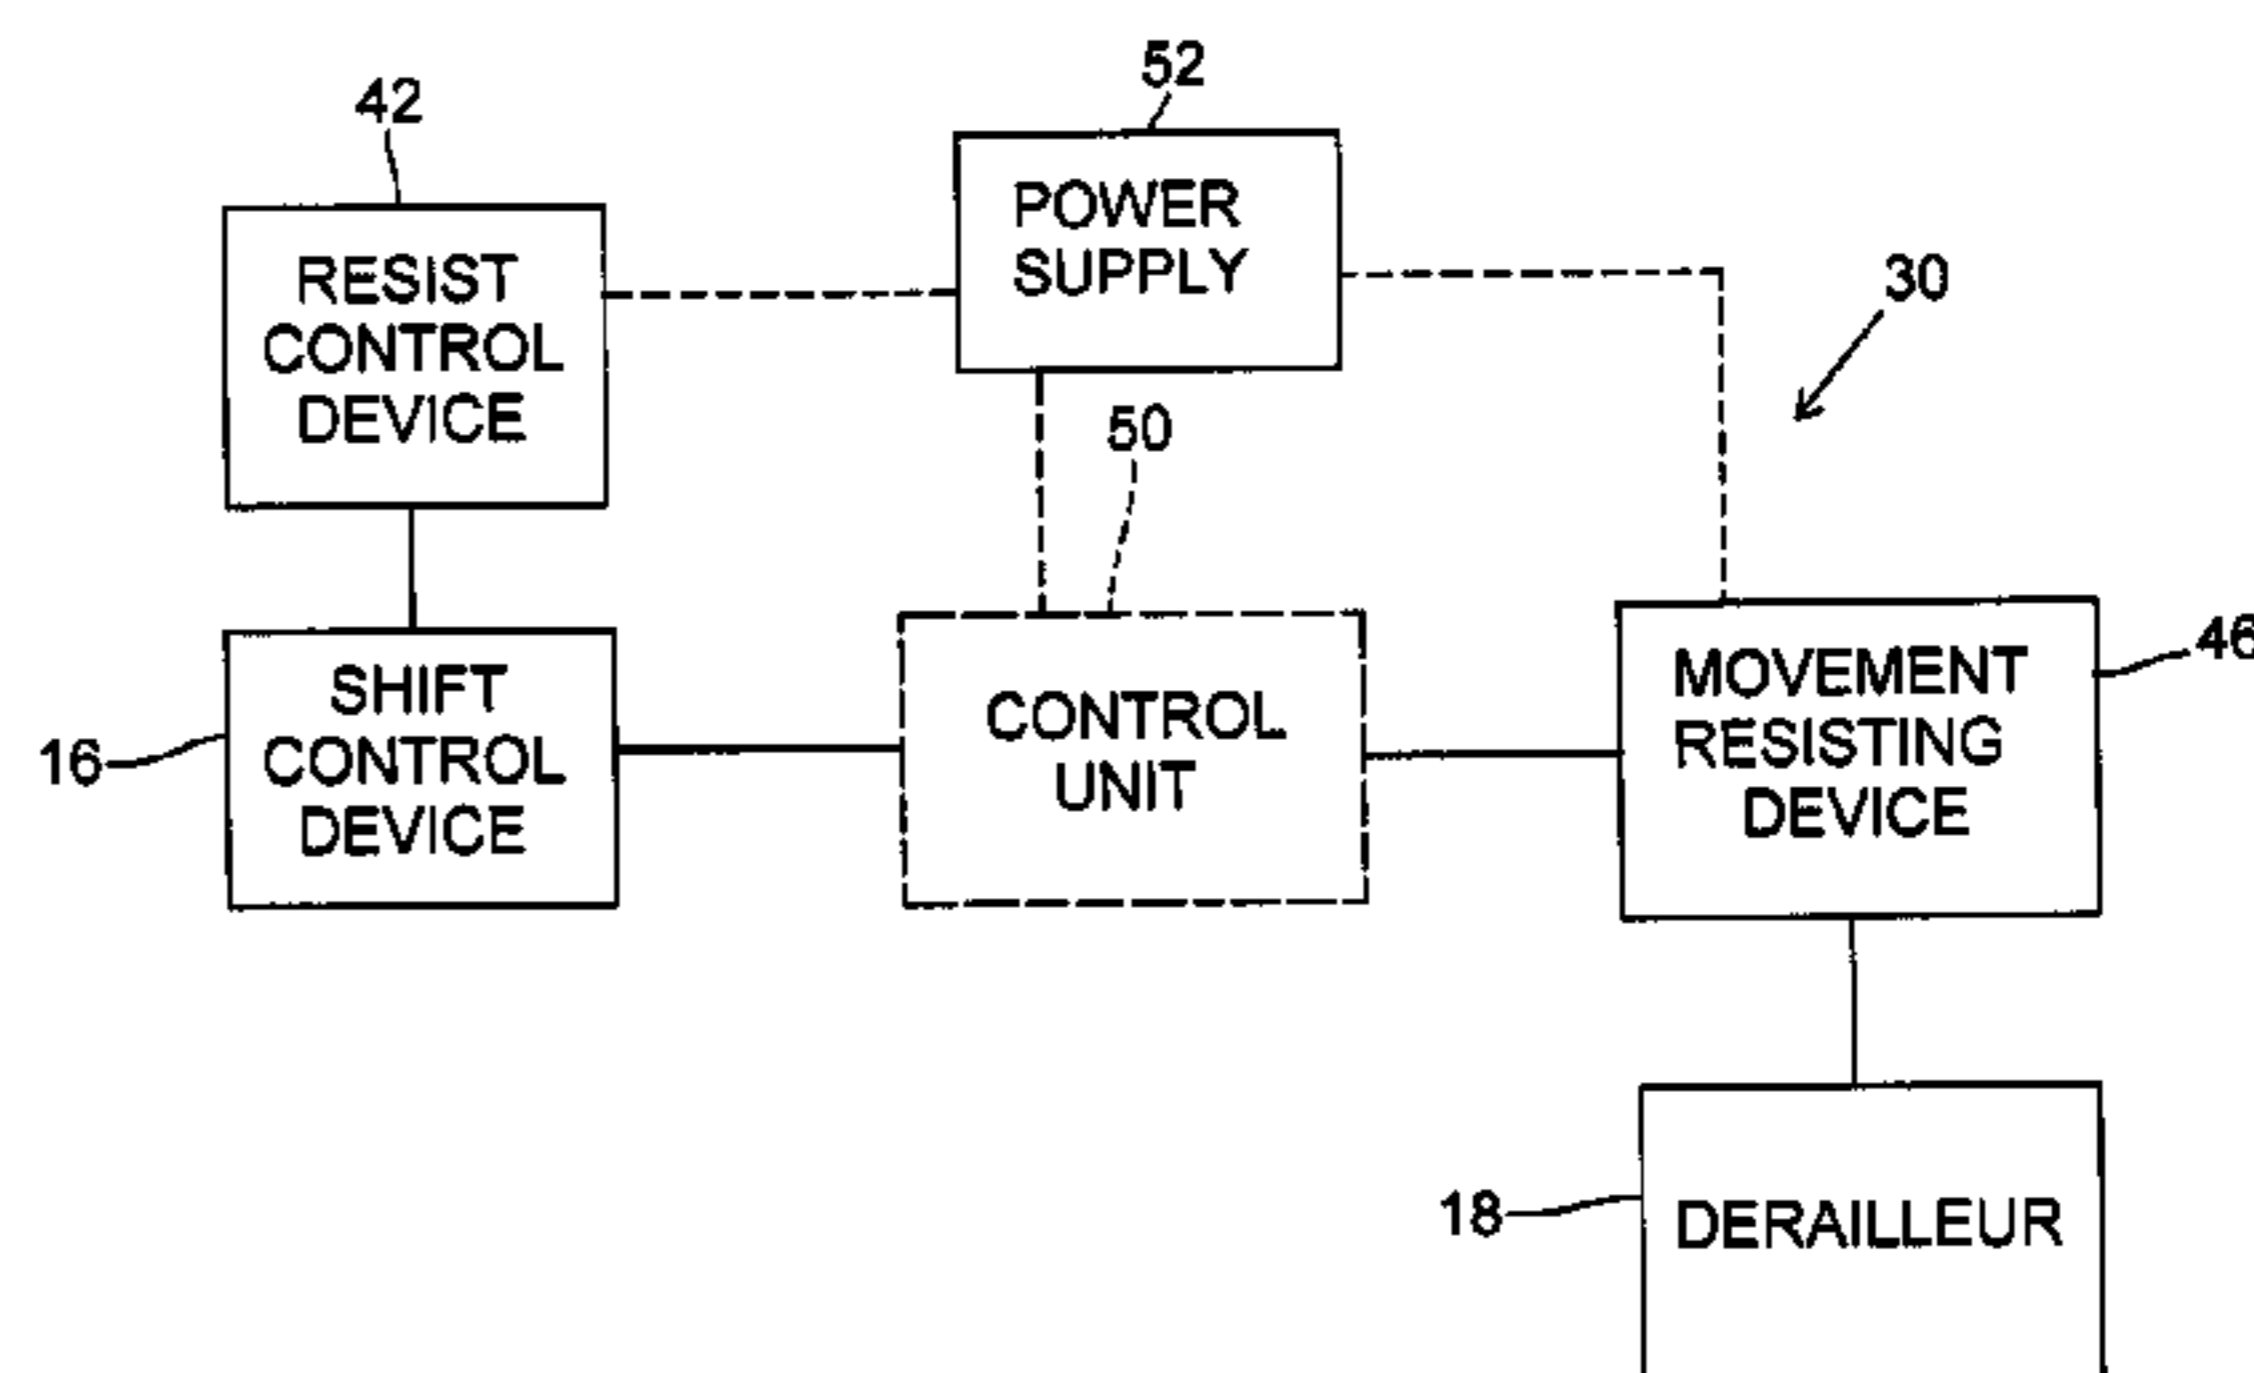 52
42
POWER
SUPPLY
30
RESIST
CONTROL
DEVICE
50
46
SHIFT
CONTROL
DEVICE
16
CONTROL
UNIT
MOVEMENT
RESISTING
DEVICE
18
DERAILLEUR